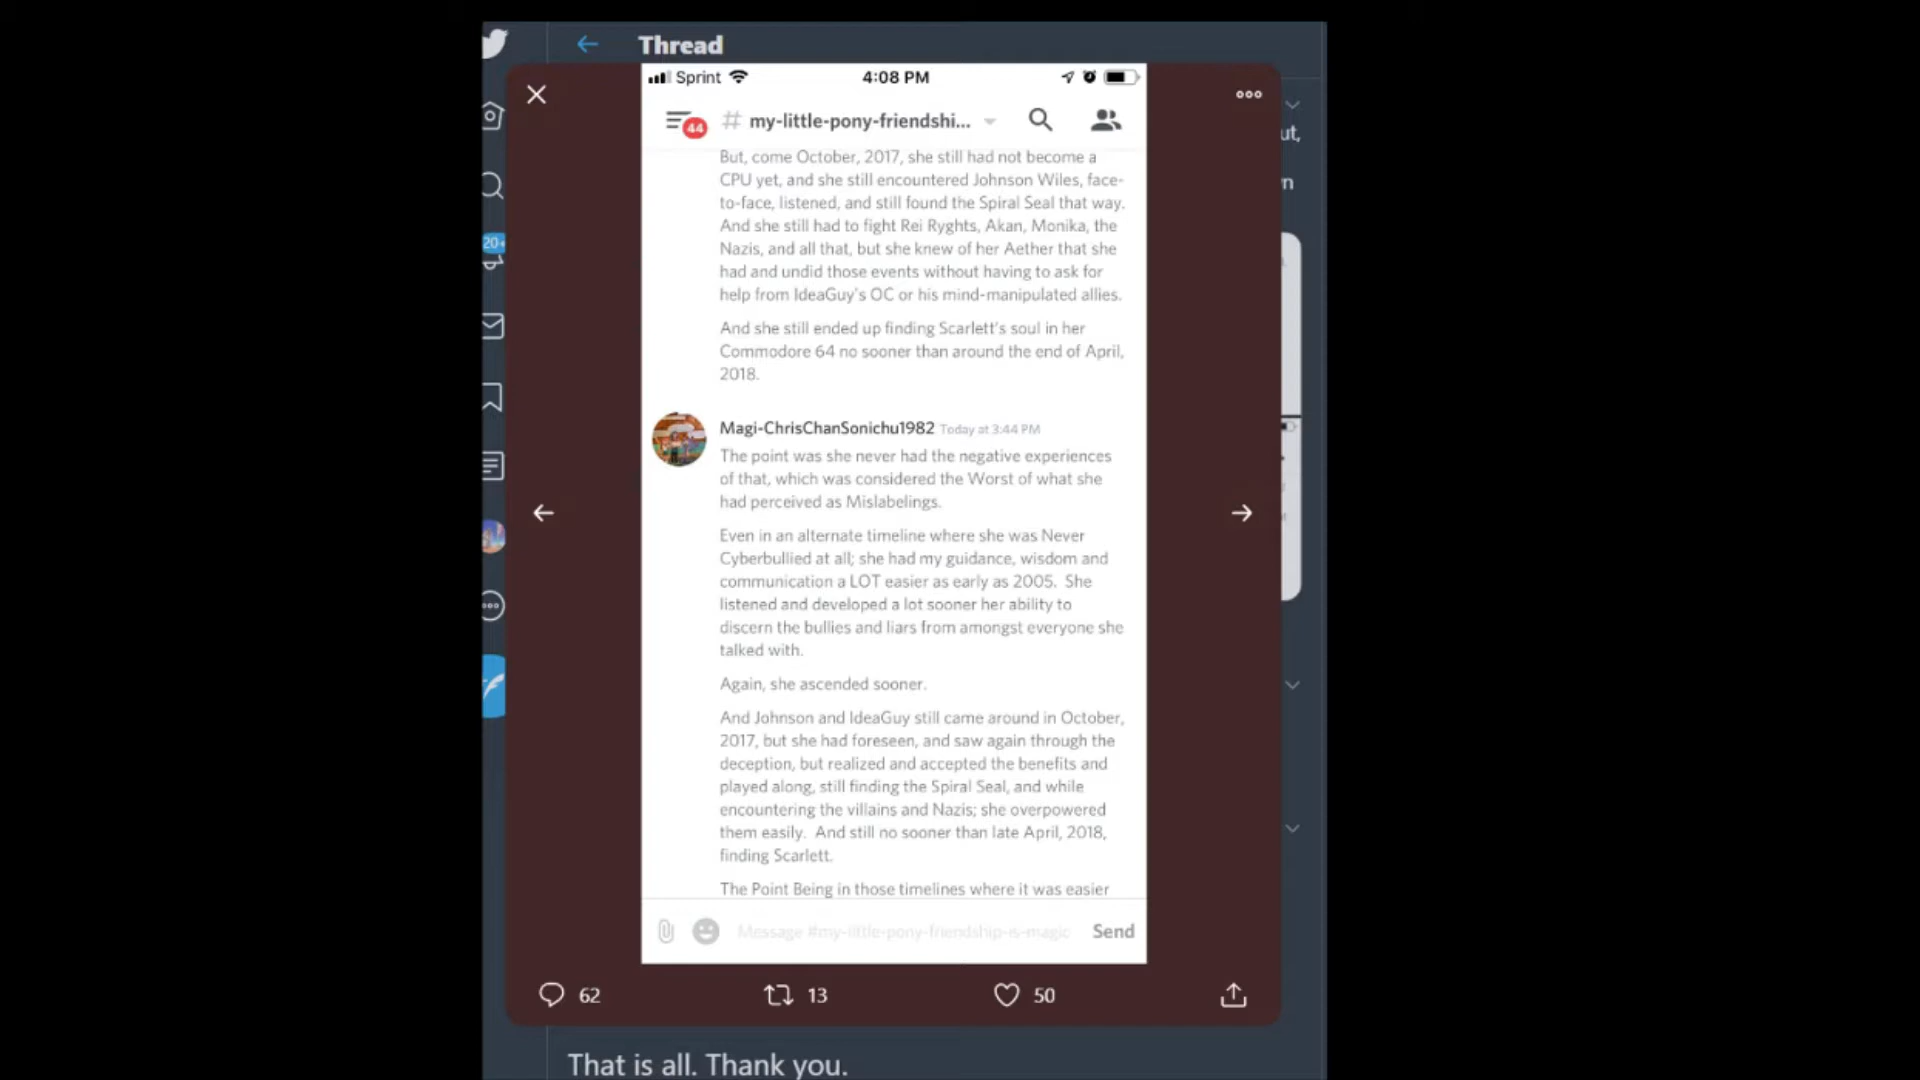 Thread
Sprint 4:08 PM
44 # my-little-pony-friendshi...
ut,
But, come October, 2017, she still had not become a
CPU yet, and she still encountered Johnson Wiles, face-
to-face, listened, and still found the Spiral Seal that way.
And she still had to fight Rei Ryghts, Akan, Monika, the
Nazis, and all that, but she knew of her Aether that she
had and undid those events without having to ask for
help from IdeaGuy's OC or his mind-manipulated allies.
And she still ended up finding Scarlett's soul in her
Commodore 64 no sooner than around the end of April,
2018.
20+
Magi-ChrisChanSonichu1982 Today at 3:44 PM
The point was she never had the negative experiences
of that, which was considered the Worst of what she
had perceived as Mislabelings.
Even in an alternate timeline where she was Never
Cyberbullied at all; she had my guidance, wisdom and
communication a LOT easier as early as 2005. She
listened and developed a lot sooner her ability to
discern the bullies and liars from amongst everyone she
talked with.
Again, she ascended sooner.
And Johnson and IdeaGuy still came around in October,
2017, but she had foreseen, and saw again through the
deception, but realized and accepted the benefits and
played along, still finding the Spiral Seal, and while
encountering the villains and Nazis; she overpowered
them easily. And still no sooner than late April, 2018,
finding Scarlett.
The Point Being in those timelines where it was easier
Message #my-little-pony-friendship-is-magic Send
62 13 50
That is all. Thank you.